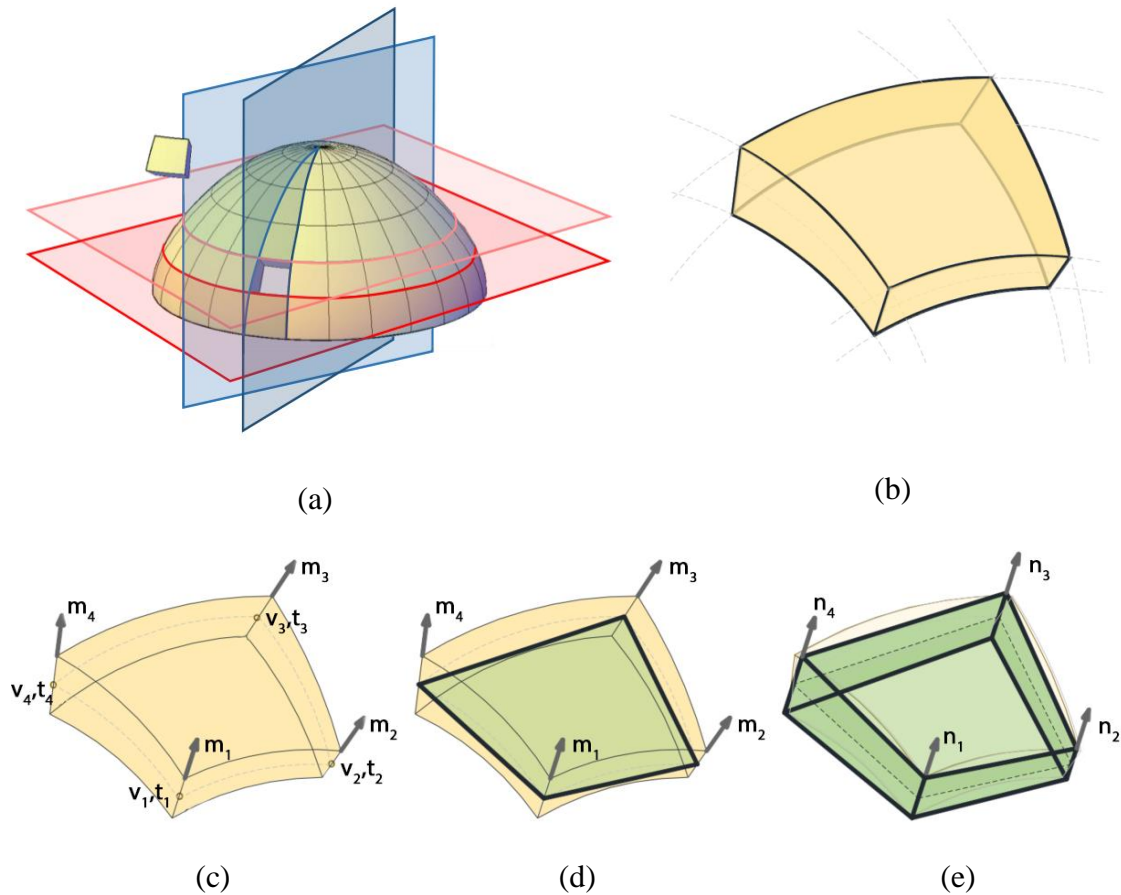 (a)
(b)
m₃
m₄
v₃,t₃
v₄,t₄
m₁
m₂
v₁,t₁
v₂,t₂
(c)
m₃
m₄
m₁
m₂
(d)
n₃
n₄
n₁
n₂
(e)